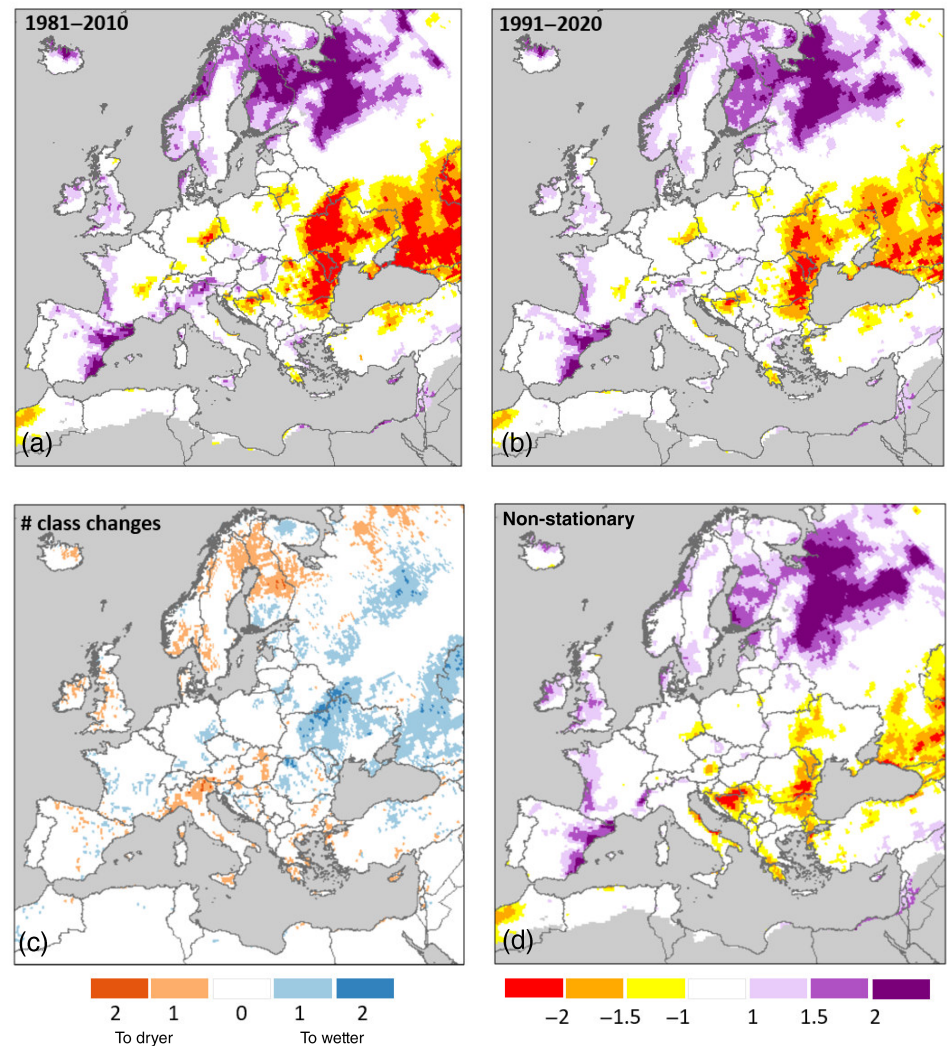 1981–2010
1991–2020
(a)
(b)
# class changes
Non-stationary
(c)
(d)
2 1 0 1 2
To dryer To wetter
–2 –1.5 –1 1 1.5 2